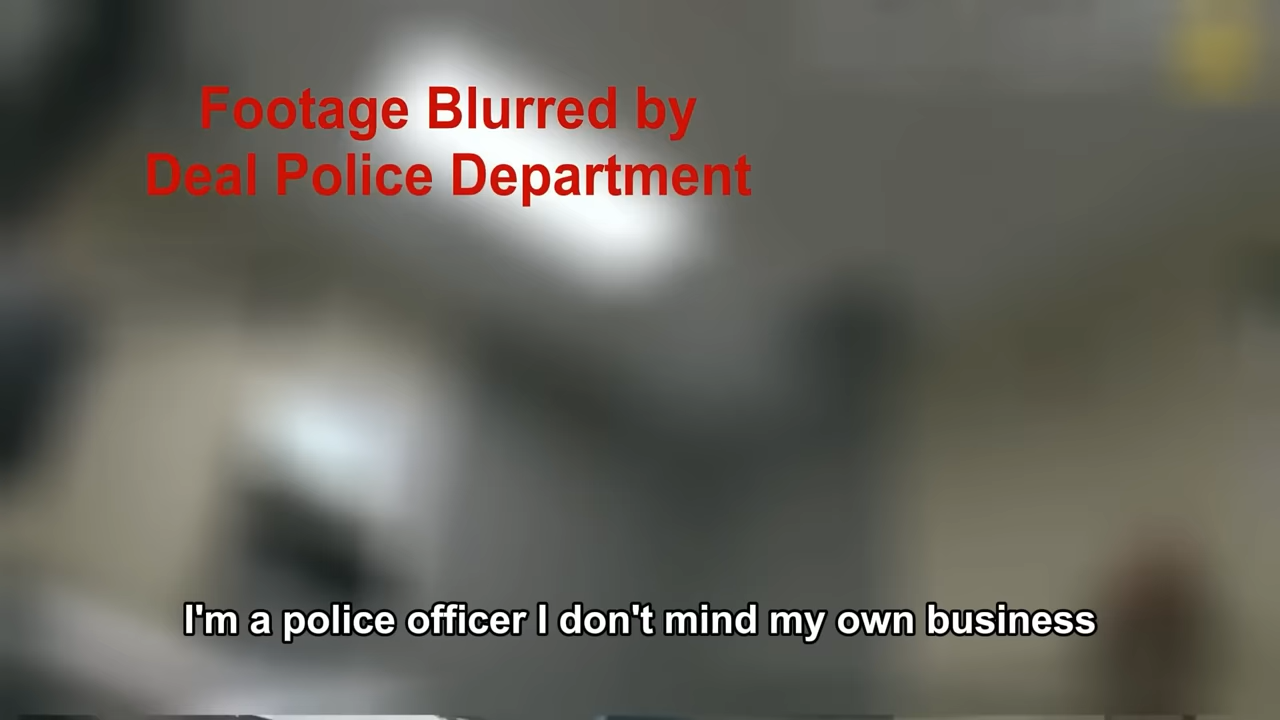 Footage Blurred by
Deal Police Department
I'm a police officer I don't mind my own business